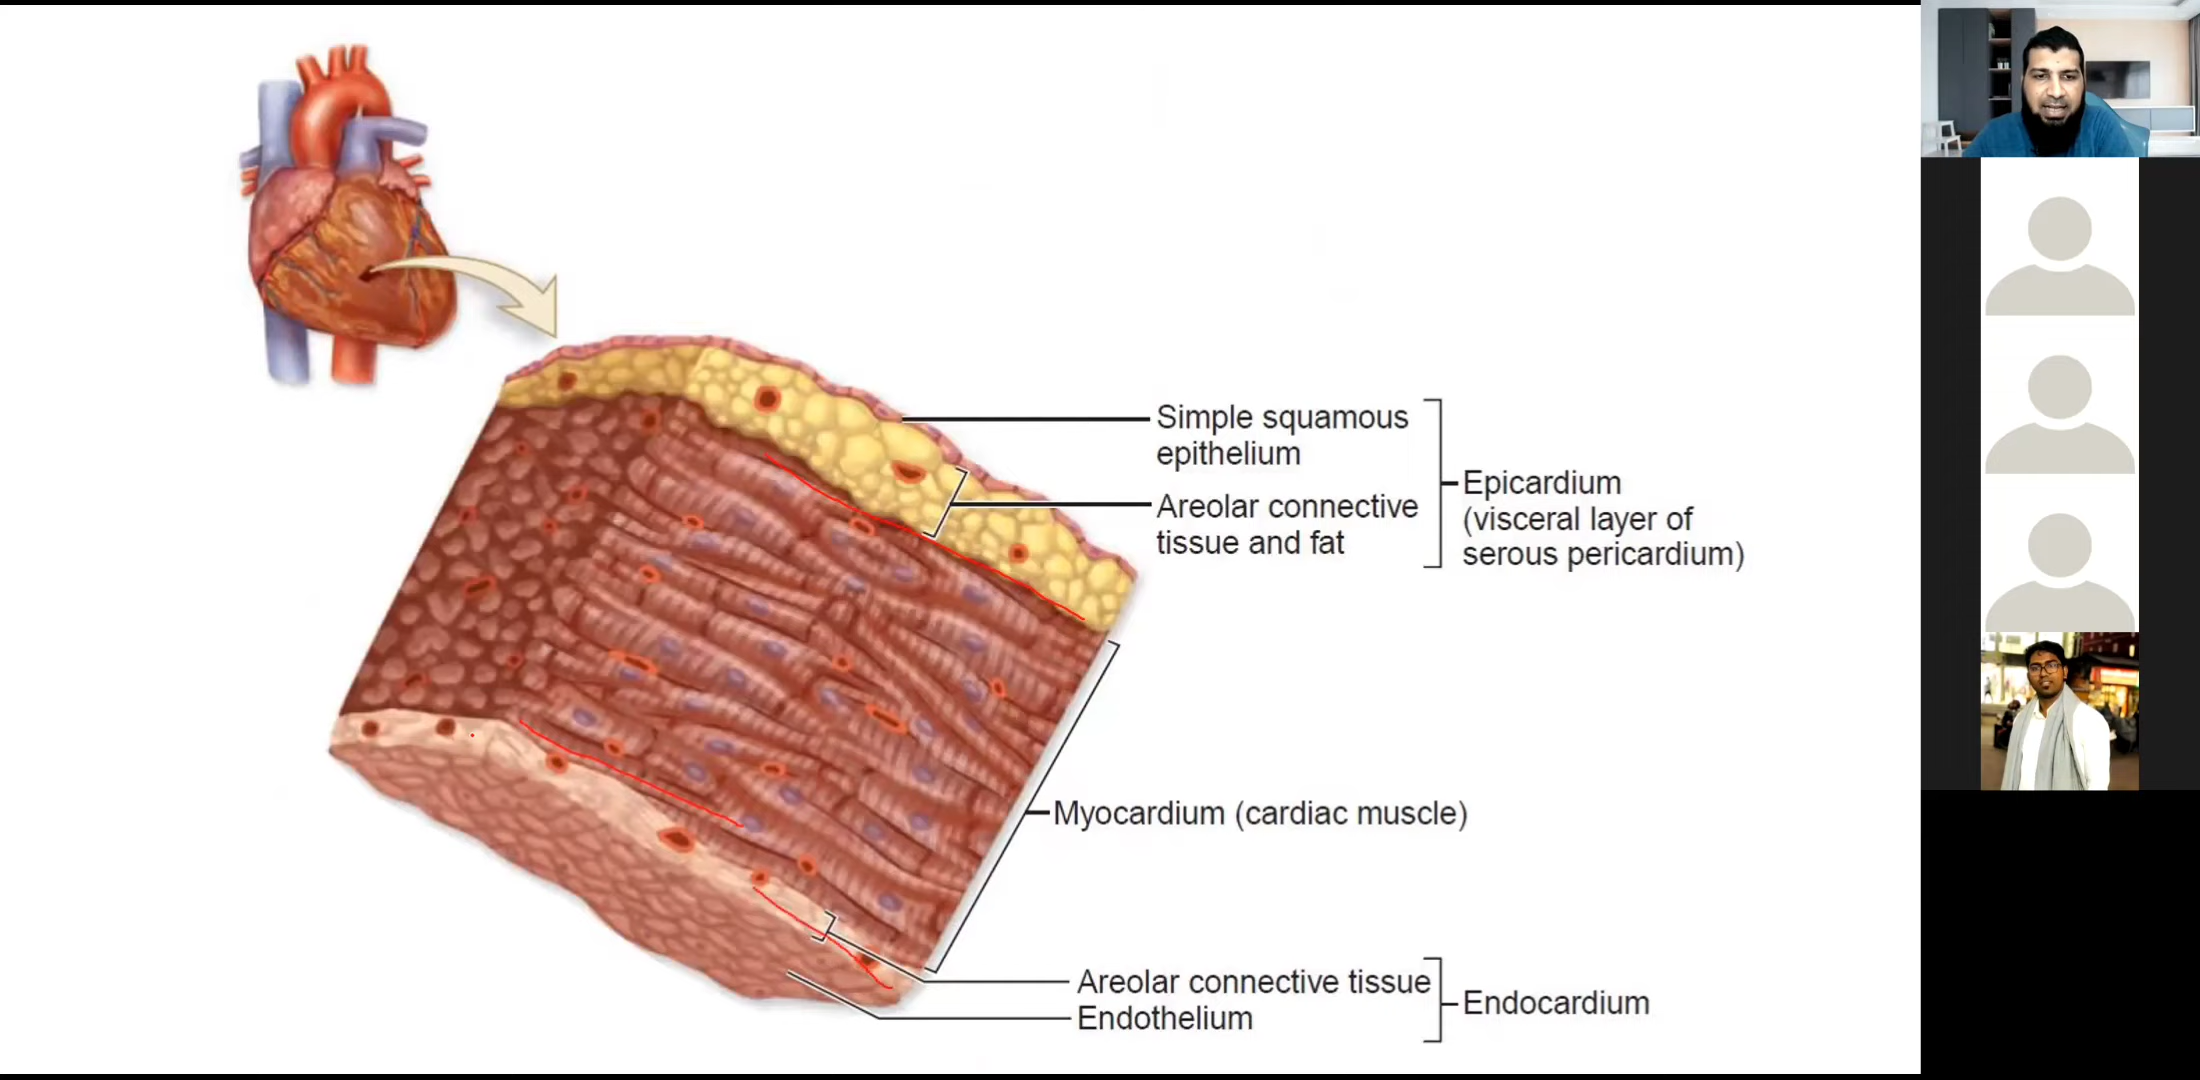 Simple squamous
epithelium
Areolar connective
tissue and fat
Epicardium
(visceral layer of
serous pericardium)
Myocardium (cardiac muscle)
Areolar connective tissue
Endothelium
Endocardium